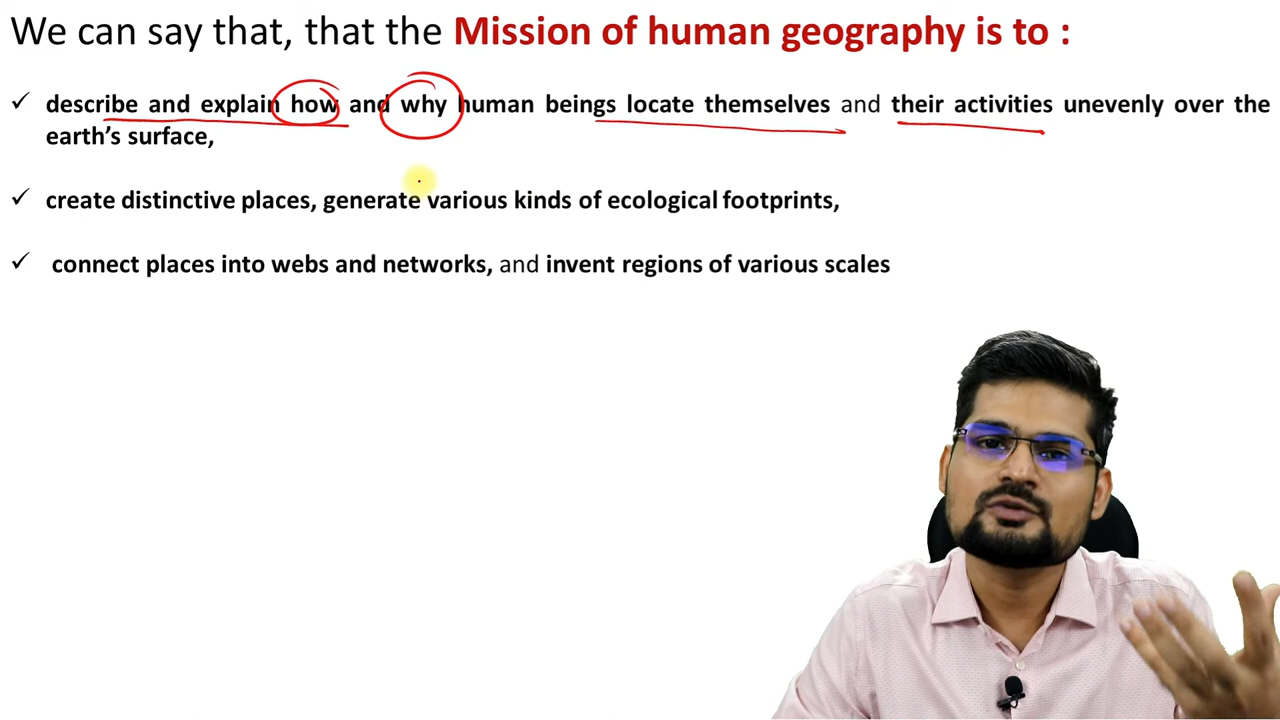 We can say that, that the Mission of human geography is to :
✓ describe and explain how and why human beings locate themselves and their activities unevenly over the
earth's surface,
✓ create distinctive places, generate various kinds of ecological footprints,
✓ connect places into webs and networks, and invent regions of various scales